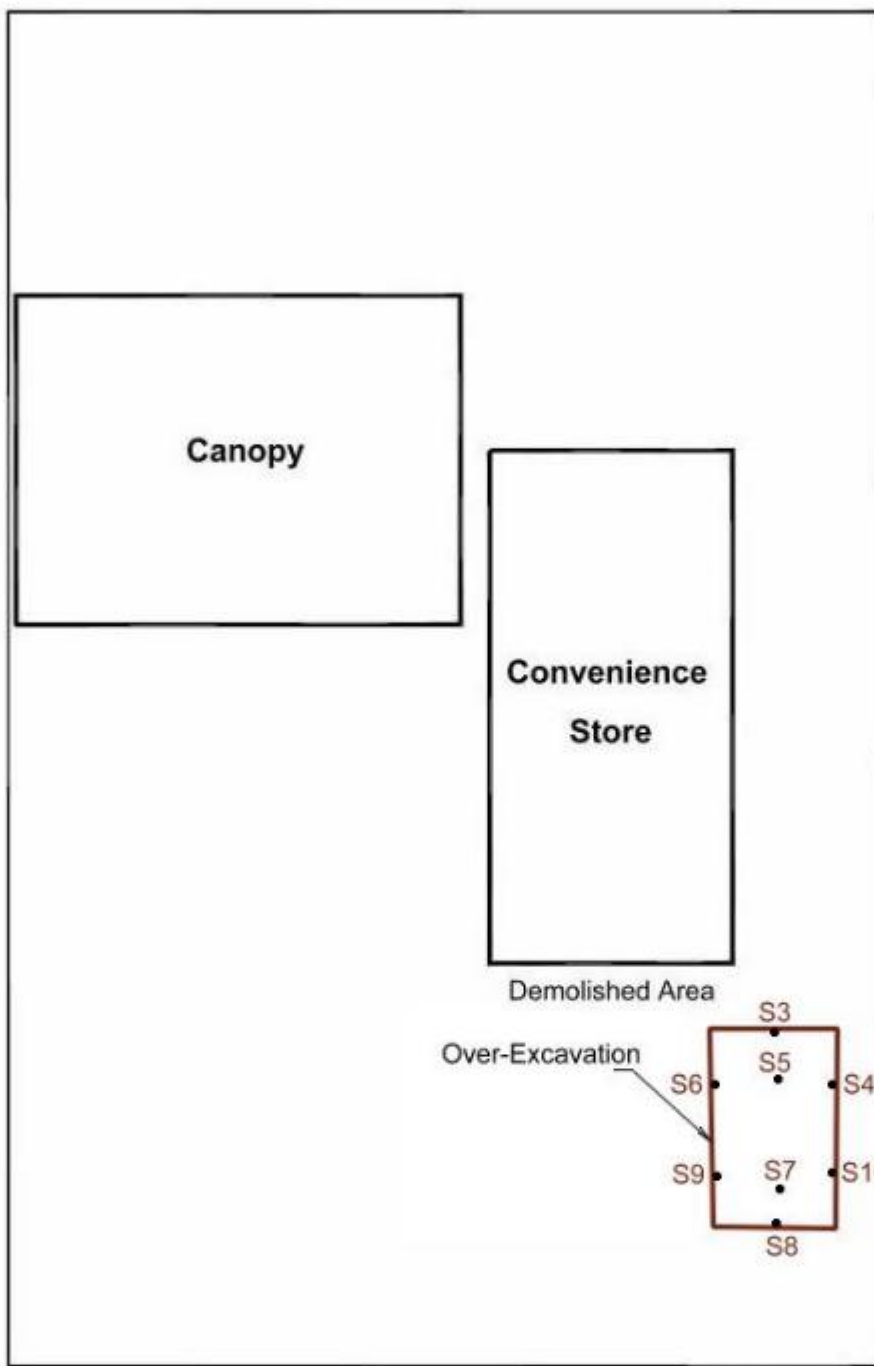 Canopy
Convenience
Store
Demolished Area
S3
Over-Excavation
S5
S6
S4
S9
S7
S1
S8